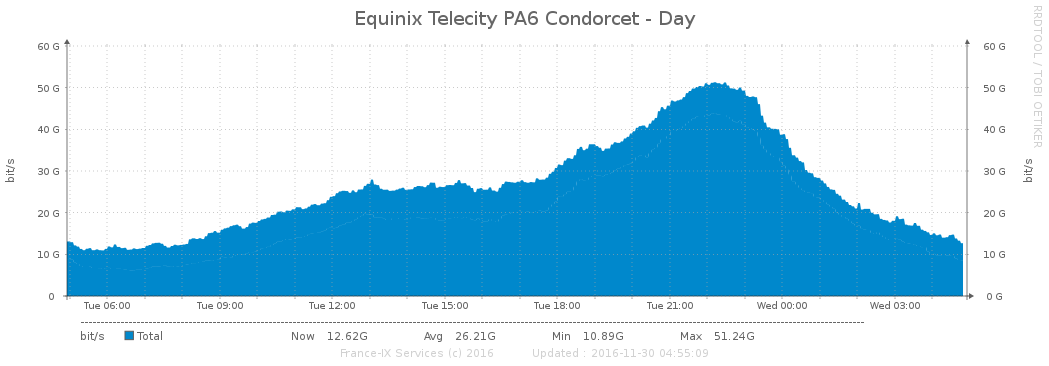 Equinix Telecity PA6 Condorcet - Day
RRDTOOL / TOBI OETIKER
60 G 60 G
50 G 50 G
40 G 40 G
30 G 30 G
20 G 20 G
10 G 10 G
0 0 G
bit/s bit/s
Tue 06:00 Tue 09:00 Tue 12:00 Tue 15:00 Tue 18:00 Tue 21:00 Wed 00:00 Wed 03:00
bit/s Total Now 12.62G Avg 26.21G Min 10.89G Max 51.24G
France-IX Services (c) 2016 Updated : 2016-11-30 04:55:09